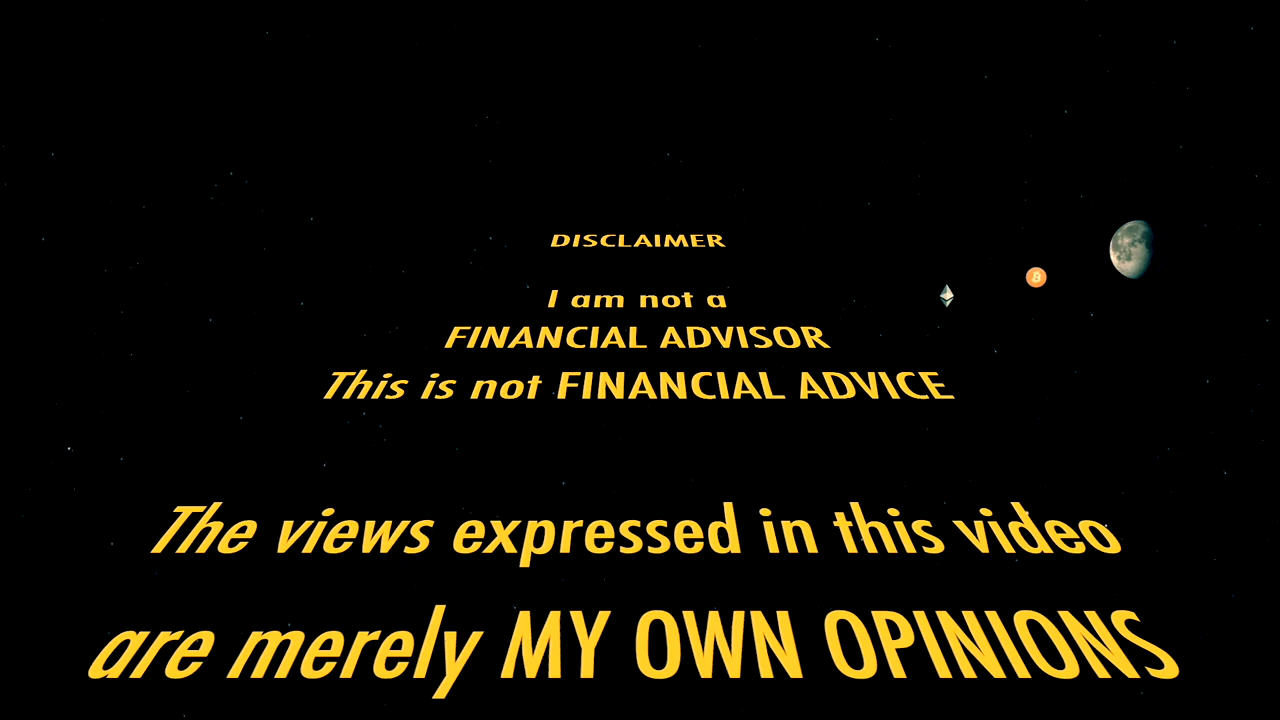 DISCLAIMER
I am not a
FINANCIAL ADVISOR
This is not FINANCIAL ADVICE
The views expressed in this video
are merely MY OWN OPINIONS